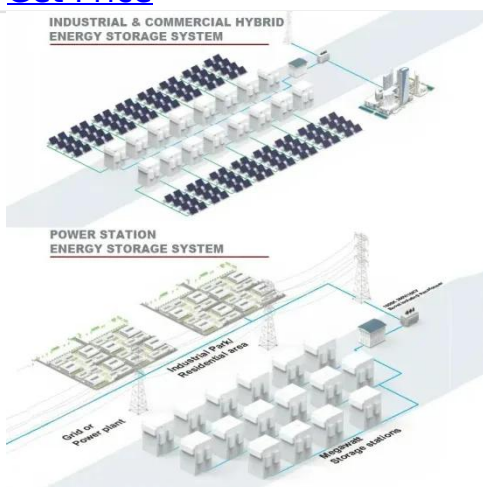 Get Price
INDUSTRIAL & COMMERCIAL HYBRID
ENERGY STORAGE SYSTEM
POWER STATION
ENERGY STORAGE SYSTEM
Industrial Park/
Residential area
Grid or
Power plant
Megawatt
Storage stations